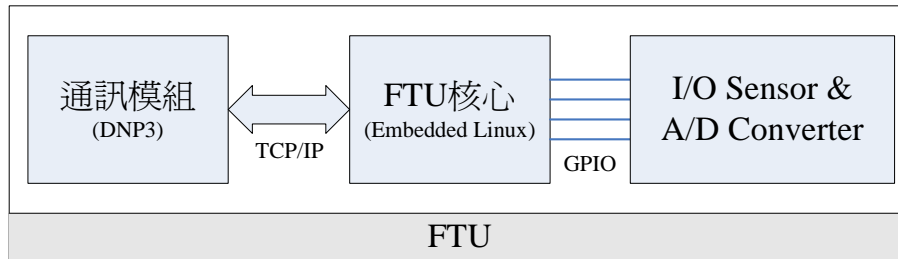 通訊模組
(DNP3)
TCP/IP
FTU核心
(Embedded Linux)
GPIO
I/O Sensor &
A/D Converter
FTU